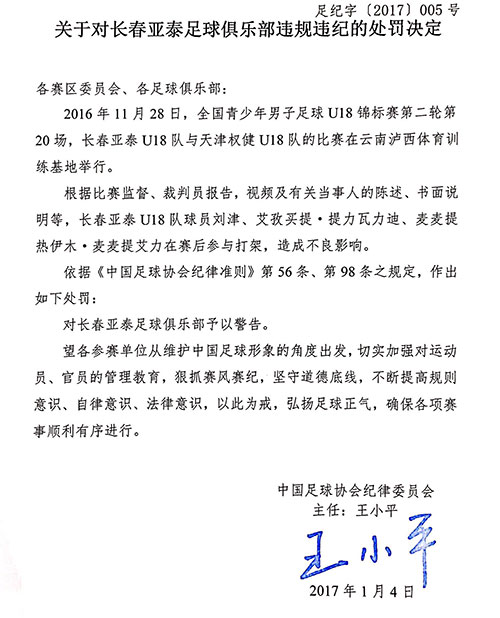 足纪字〔2017〕005 号
关于对长春亚泰足球俱乐部违规违纪的处罚决定
各赛区委员会、各足球俱乐部：
2016 年 11 月 28 日，全国青少年男子足球 U18 锦标赛第二轮第
20 场，长春亚泰 U18 队与天津权健 U18 队的比赛在云南泸西体育训
练基地举行。
根据比赛监督、裁判员报告，视频及有关当事人的陈述、书面说
明等，长春亚泰 U18 队球员刘津、艾孜买提·提力瓦力迪、麦麦提
热伊木·麦麦提艾力在赛后参与打架，造成不良影响。
依据《中国足球协会纪律准则》第 56 条、第 98 条之规定，作出
如下处罚：
对长春亚泰足球俱乐部予以警告。
望各参赛单位从维护中国足球形象的角度出发，切实加强对运动
员、官员的管理教育，狠抓赛风赛纪，坚守道德底线，不断提高规则
意识、自律意识、法律意识，以此为戒，弘扬足球正气，确保各项赛
事顺利有序进行。
中国足球协会纪律委员会
主任：王小平
王小平
2017 年 1 月 4 日